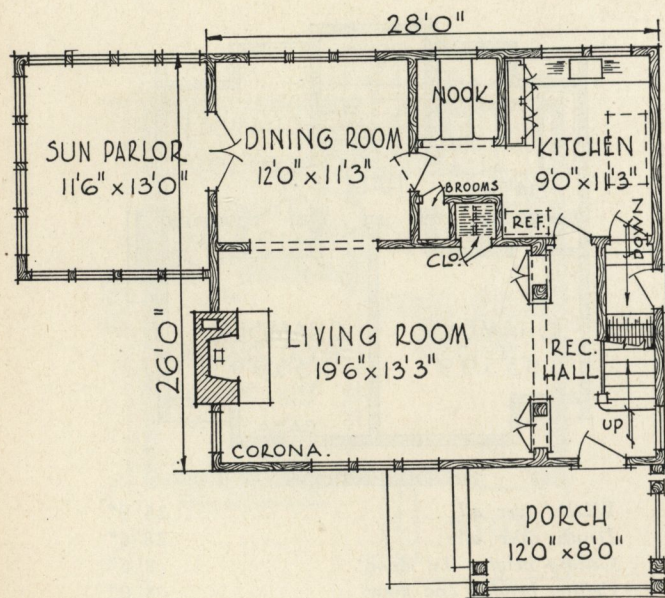 28'0"
NOOK
SUN PARLOR
11'6" x 13'0"
DINING ROOM
12'0" x 11'3"
KITCHEN
9'0" x 11'3"
BROOMS
REF.
CLO.
DOWN
26'0"
LIVING ROOM
19'6" x 13'3"
REC.
HALL
UP
CORONA.
PORCH
12'0" x 8'0"